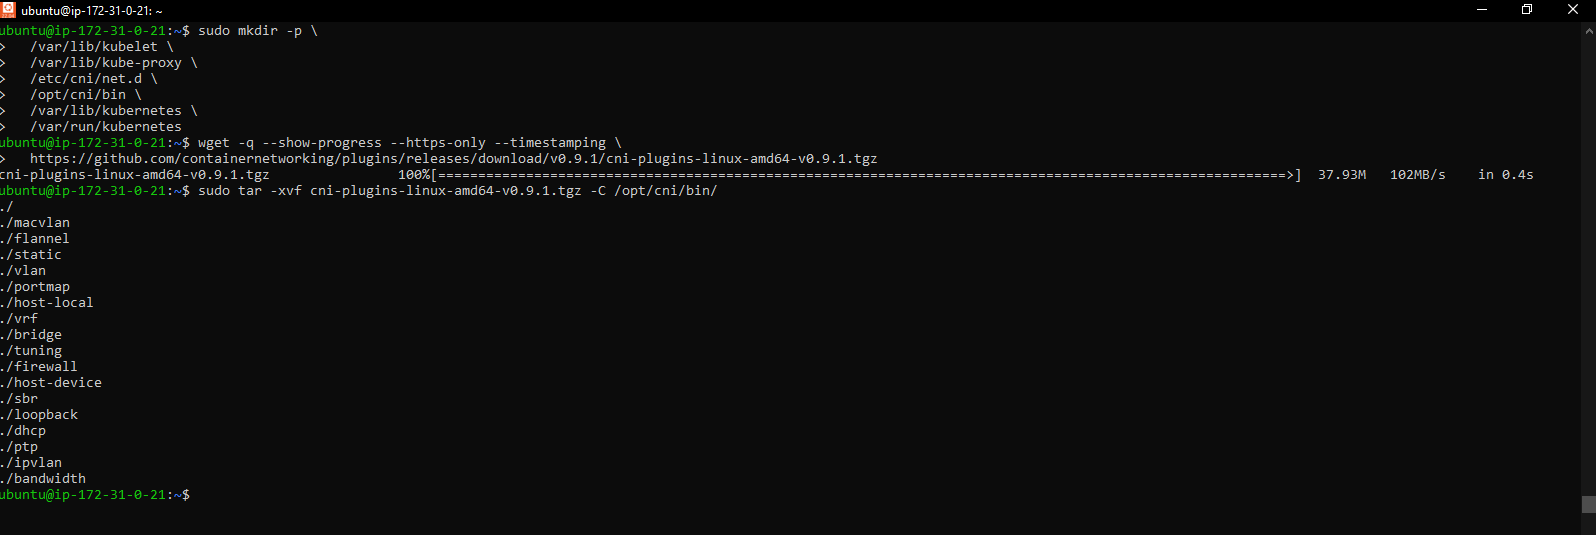 ubuntu@ip-172-31-0-21: ~
ubuntu@ip-172-31-0-21:~$ sudo mkdir -p \
>   /var/lib/kubelet \
>   /var/lib/kube-proxy \
>   /etc/cni/net.d \
>   /opt/cni/bin \
>   /var/lib/kubernetes \
>   /var/run/kubernetes
ubuntu@ip-172-31-0-21:~$ wget -q --show-progress --https-only --timestamping \
>   https://github.com/containernetworking/plugins/releases/download/v0.9.1/cni-plugins-linux-amd64-v0.9.1.tgz
cni-plugins-linux-amd64-v0.9.1.tgz                100%[==========================================================================================================>]  37.93M   102MB/s    in 0.4s
ubuntu@ip-172-31-0-21:~$ sudo tar -xvf cni-plugins-linux-amd64-v0.9.1.tgz -C /opt/cni/bin/
./
./macvlan
./flannel
./static
./vlan
./portmap
./host-local
./vrf
./bridge
./tuning
./firewall
./host-device
./sbr
./loopback
./dhcp
./ptp
./ipvlan
./bandwidth
ubuntu@ip-172-31-0-21:~$